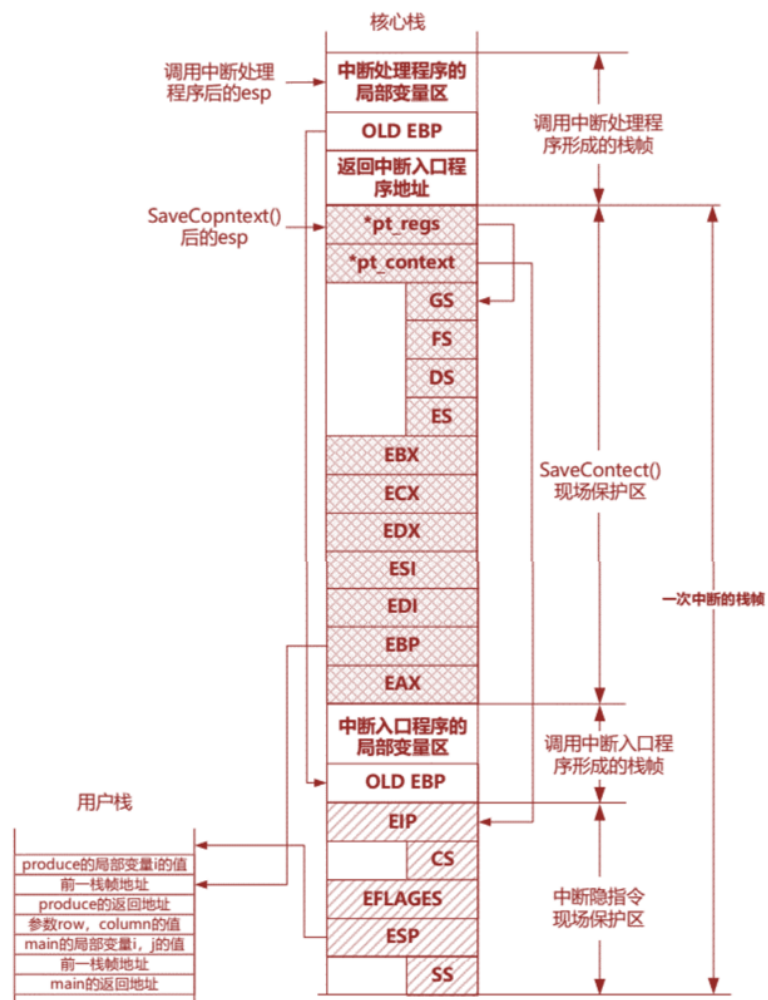 核心栈
调用中断处理
程序后的esp
中断处理程序的
局部变量区
OLD EBP
返回中断入口程
序地址
调用中断处理程
序形成的栈帧
SaveCopntext()
后的esp
*pt_regs
*pt_context
GS
FS
DS
ES
EBX
ECX
EDX
ESI
EDI
EBP
EAX
SaveContect()
现场保护区
一次中断的栈帧
中断入口程序的
局部变量区
OLD EBP
调用中断入口程
序形成的栈帧
EIP
CS
EFLAGES
ESP
SS
中断隐指令
现场保护区
用户栈
produce的局部变量i的值
前一栈帧地址
produce的返回地址
参数row，column的值
main的局部变量i，j的值
前一栈帧地址
main的返回地址